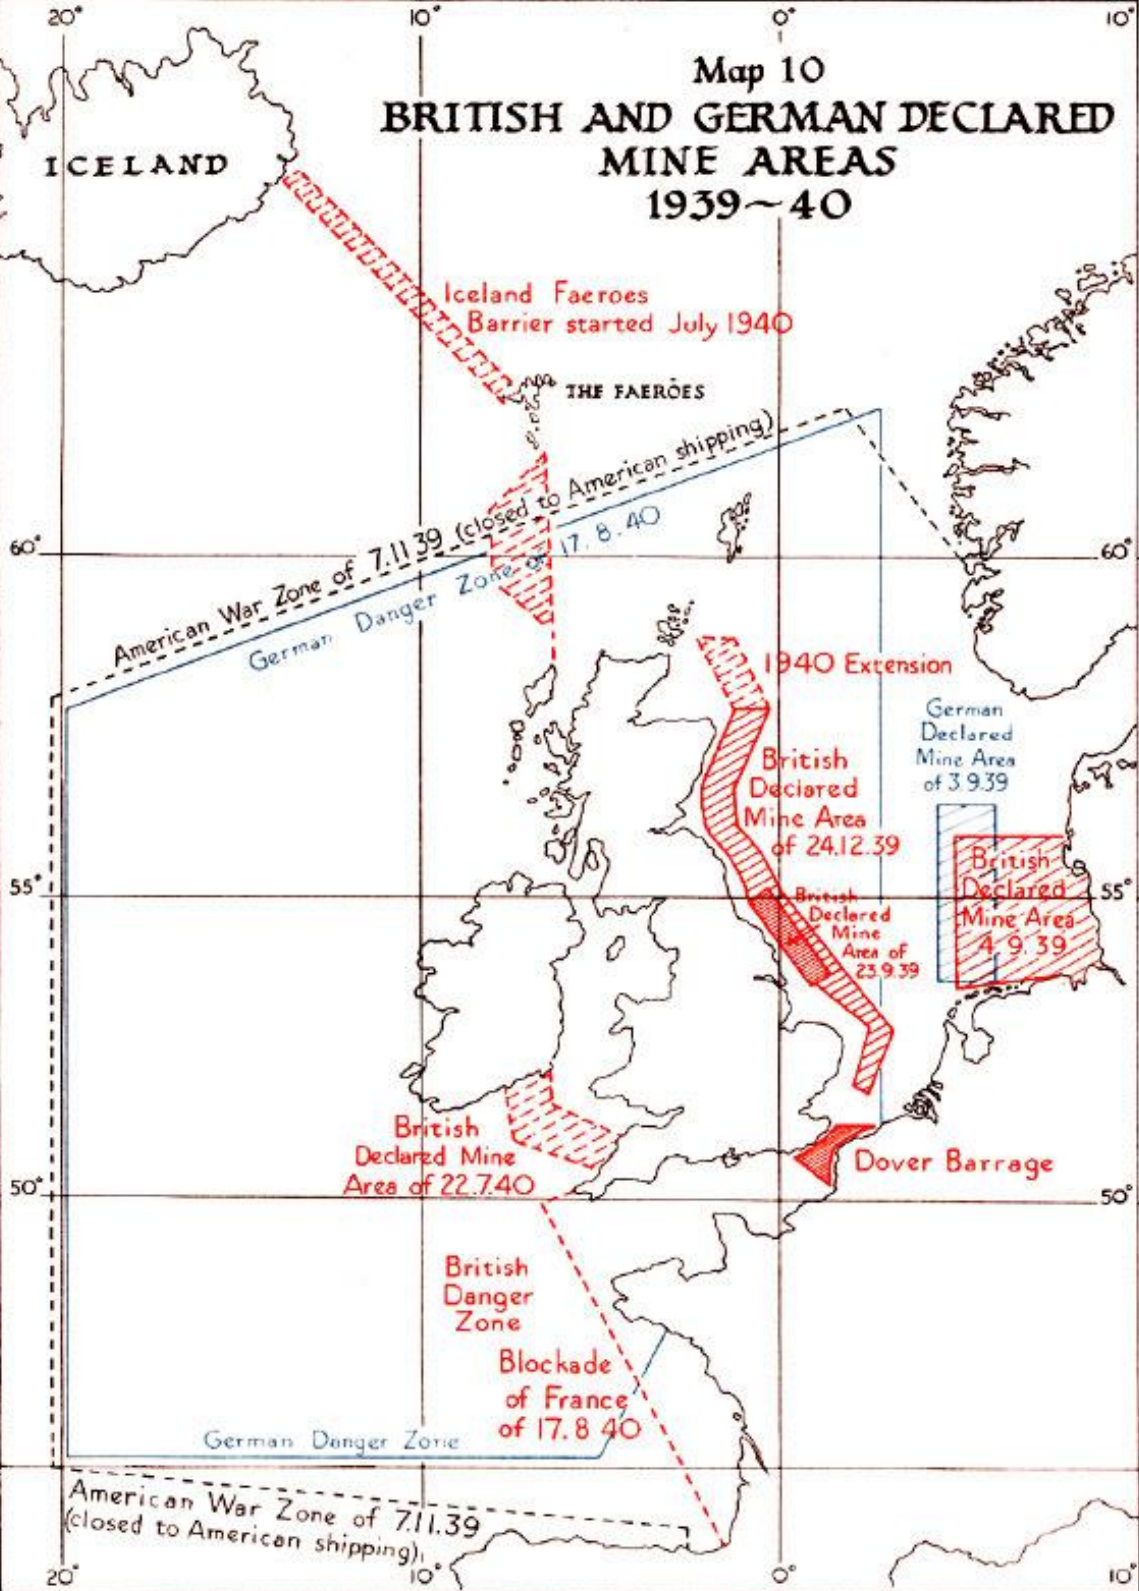 20° 10° 0° 10°
Map 10
BRITISH AND GERMAN DECLARED
MINE AREAS
1939~40
ICELAND
Iceland Faeroes
Barrier started July 1940
THE FAERÖES
American War Zone of 7.11 39 (closed to American shipping)
German Danger Zone of 17. 8. 40
60° 60°
1940 Extension
German
Declared
Mine Area
of 3.9.39
British
Declared
Mine Area
of 24.12.39
British
Declared
Mine Area
4. 9. 39
55° 55°
British
Declared
Mine
Area of
23.9.39
British
Declared Mine
Area of 22.7.40
Dover Barrage
50° 50°
British
Danger
Zone
Blockade
of France
of 17. 8 40
German Danger Zone
American War Zone of 7.11.39
(closed to American shipping)
20° 10° 0° 10°